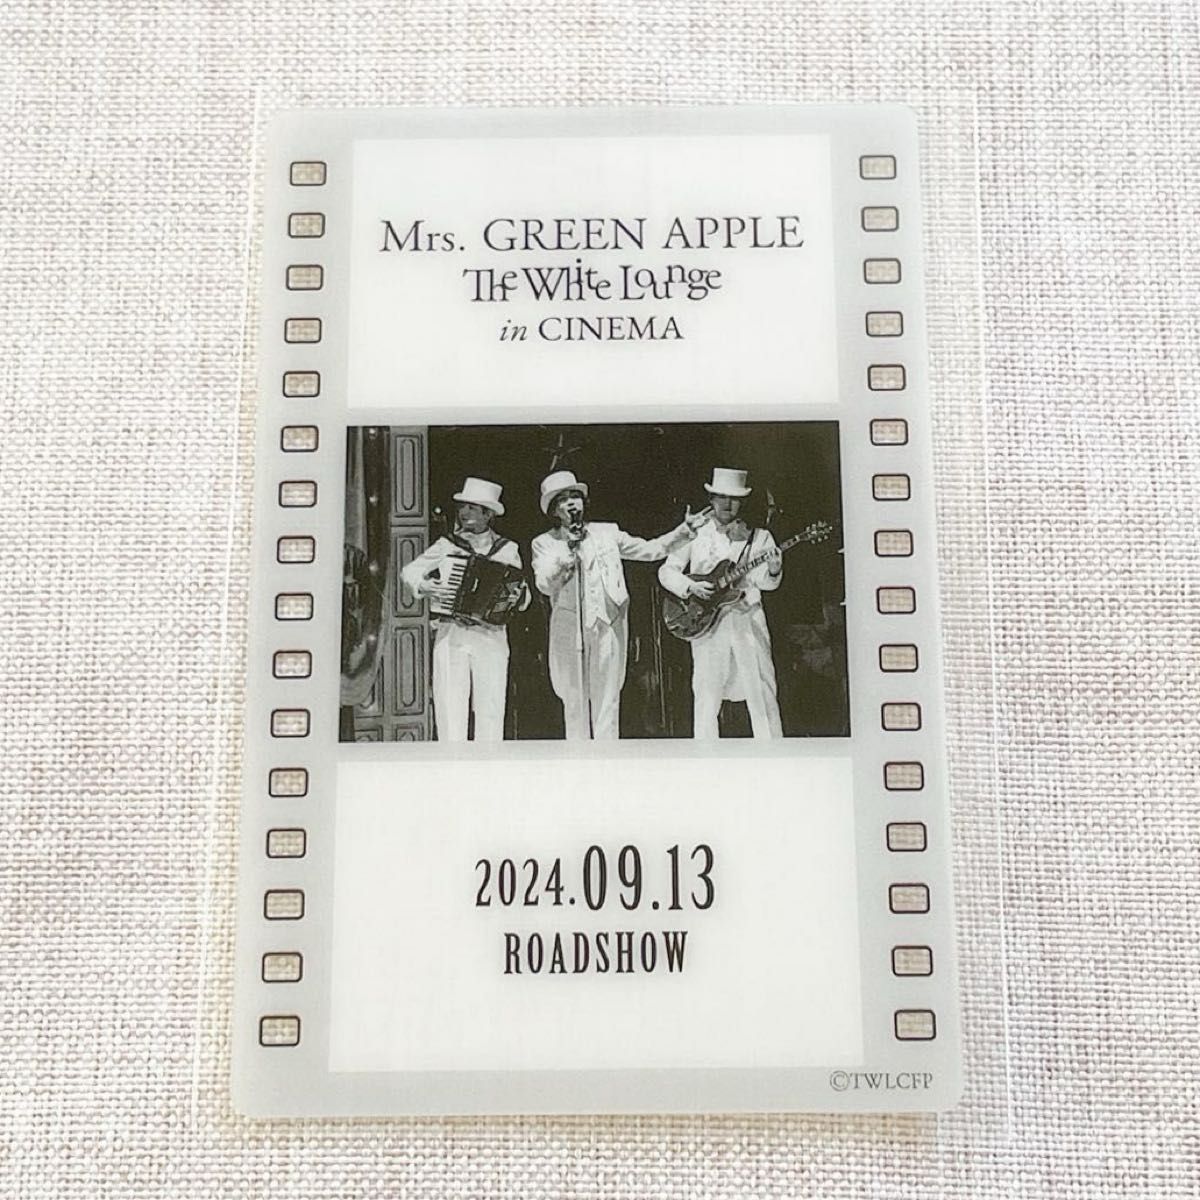 Mrs. GREEN APPLE
The White Lounge
in CINEMA
2024.09.13
ROADSHOW
©TWLCFP